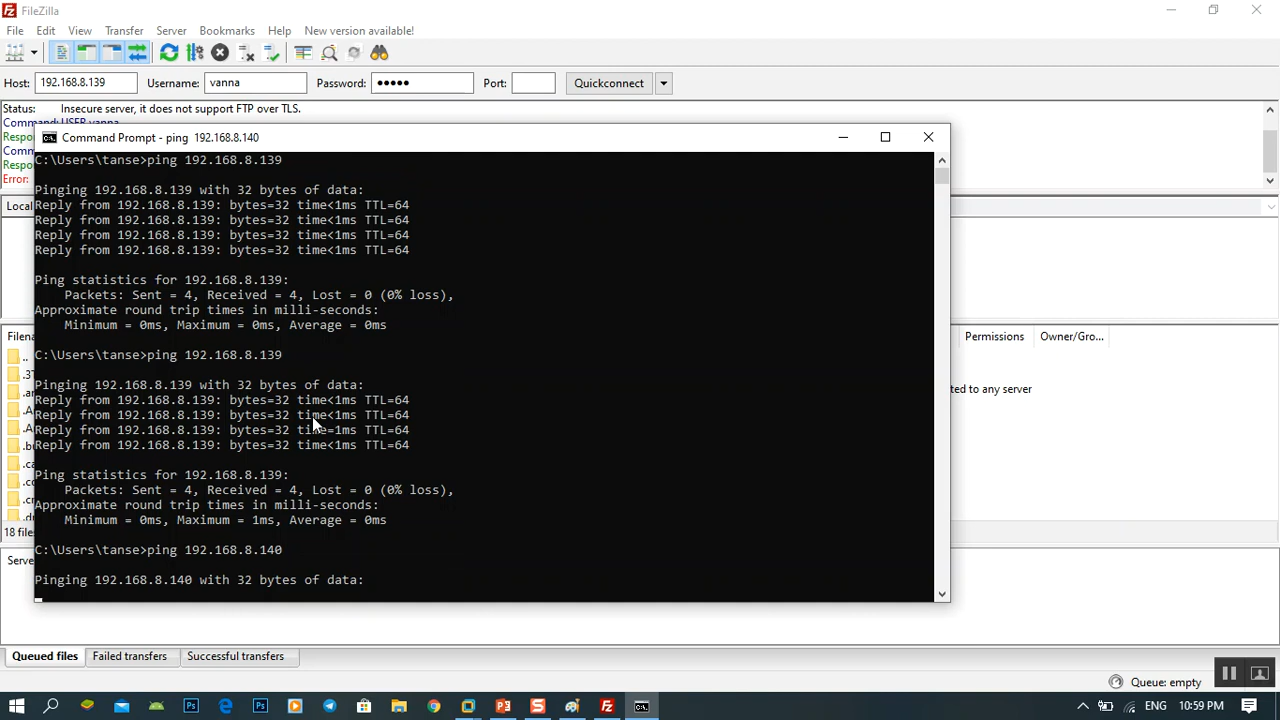 FileZilla
File Edit View Transfer Server Bookmarks Help New version available!
Host: 192.168.8.139 Username: vanna Password: ••••• Port: Quickconnect
Status: Insecure server, it does not support FTP over TLS.
Command: USER vanna
Respo
Comm
Respo
Error:
Command Prompt - ping 192.168.8.140
C:\Users\tanse>ping 192.168.8.139
Pinging 192.168.8.139 with 32 bytes of data:
Reply from 192.168.8.139: bytes=32 time<1ms TTL=64
Reply from 192.168.8.139: bytes=32 time<1ms TTL=64
Reply from 192.168.8.139: bytes=32 time<1ms TTL=64
Reply from 192.168.8.139: bytes=32 time<1ms TTL=64
Ping statistics for 192.168.8.139:
Packets: Sent = 4, Received = 4, Lost = 0 (0% loss),
Approximate round trip times in milli-seconds:
Minimum = 0ms, Maximum = 0ms, Average = 0ms
C:\Users\tanse>ping 192.168.8.139
Pinging 192.168.8.139 with 32 bytes of data:
Reply from 192.168.8.139: bytes=32 time<1ms TTL=64
Reply from 192.168.8.139: bytes=32 time<1ms TTL=64
Reply from 192.168.8.139: bytes=32 time=1ms TTL=64
Reply from 192.168.8.139: bytes=32 time<1ms TTL=64
Ping statistics for 192.168.8.139:
Packets: Sent = 4, Received = 4, Lost = 0 (0% loss),
Approximate round trip times in milli-seconds:
Minimum = 0ms, Maximum = 1ms, Average = 0ms
C:\Users\tanse>ping 192.168.8.140
Pinging 192.168.8.140 with 32 bytes of data:
Local
Filen
..
Permissions Owner/Gro...
ted to any server
18 files
Serve
Queued files Failed transfers Successful transfers
Queue: empty
ENG 10:59 PM